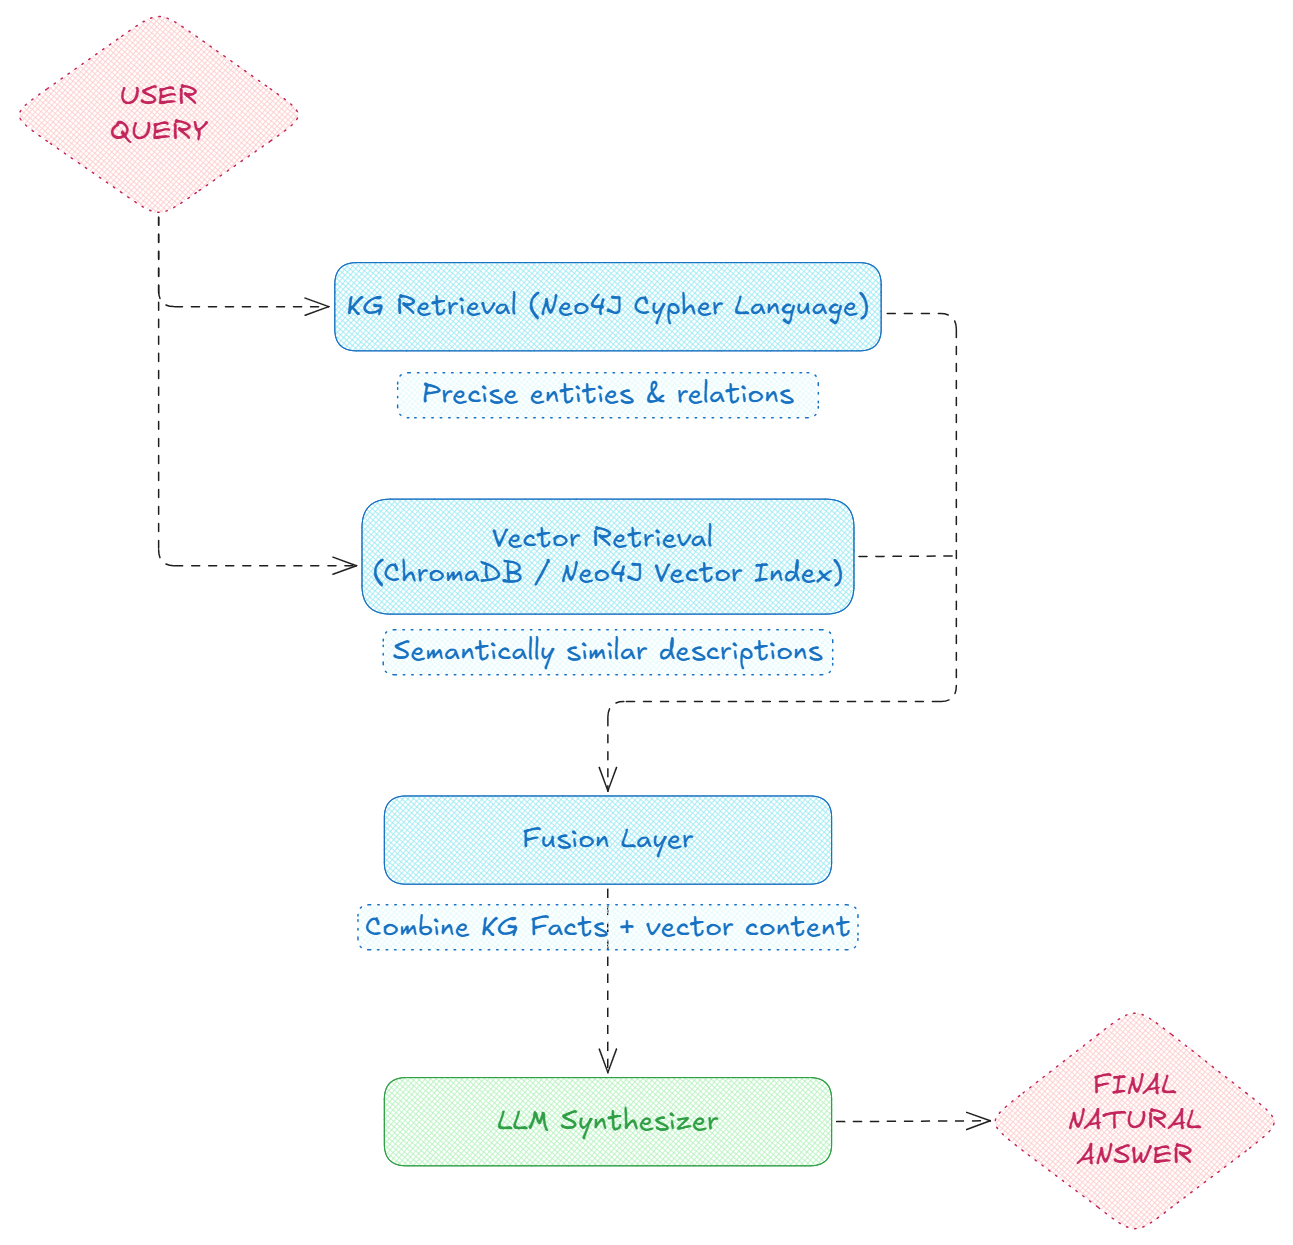 USER
QUERY
KG Retrieval (Neo4J Cypher Language)
Precise entities & relations
Vector Retrieval
(ChromaDB / Neo4J Vector Index)
Semantically similar descriptions
Fusion Layer
Combine KG Facts + vector content
LLM Synthesizer
FINAL
NATURAL
ANSWER